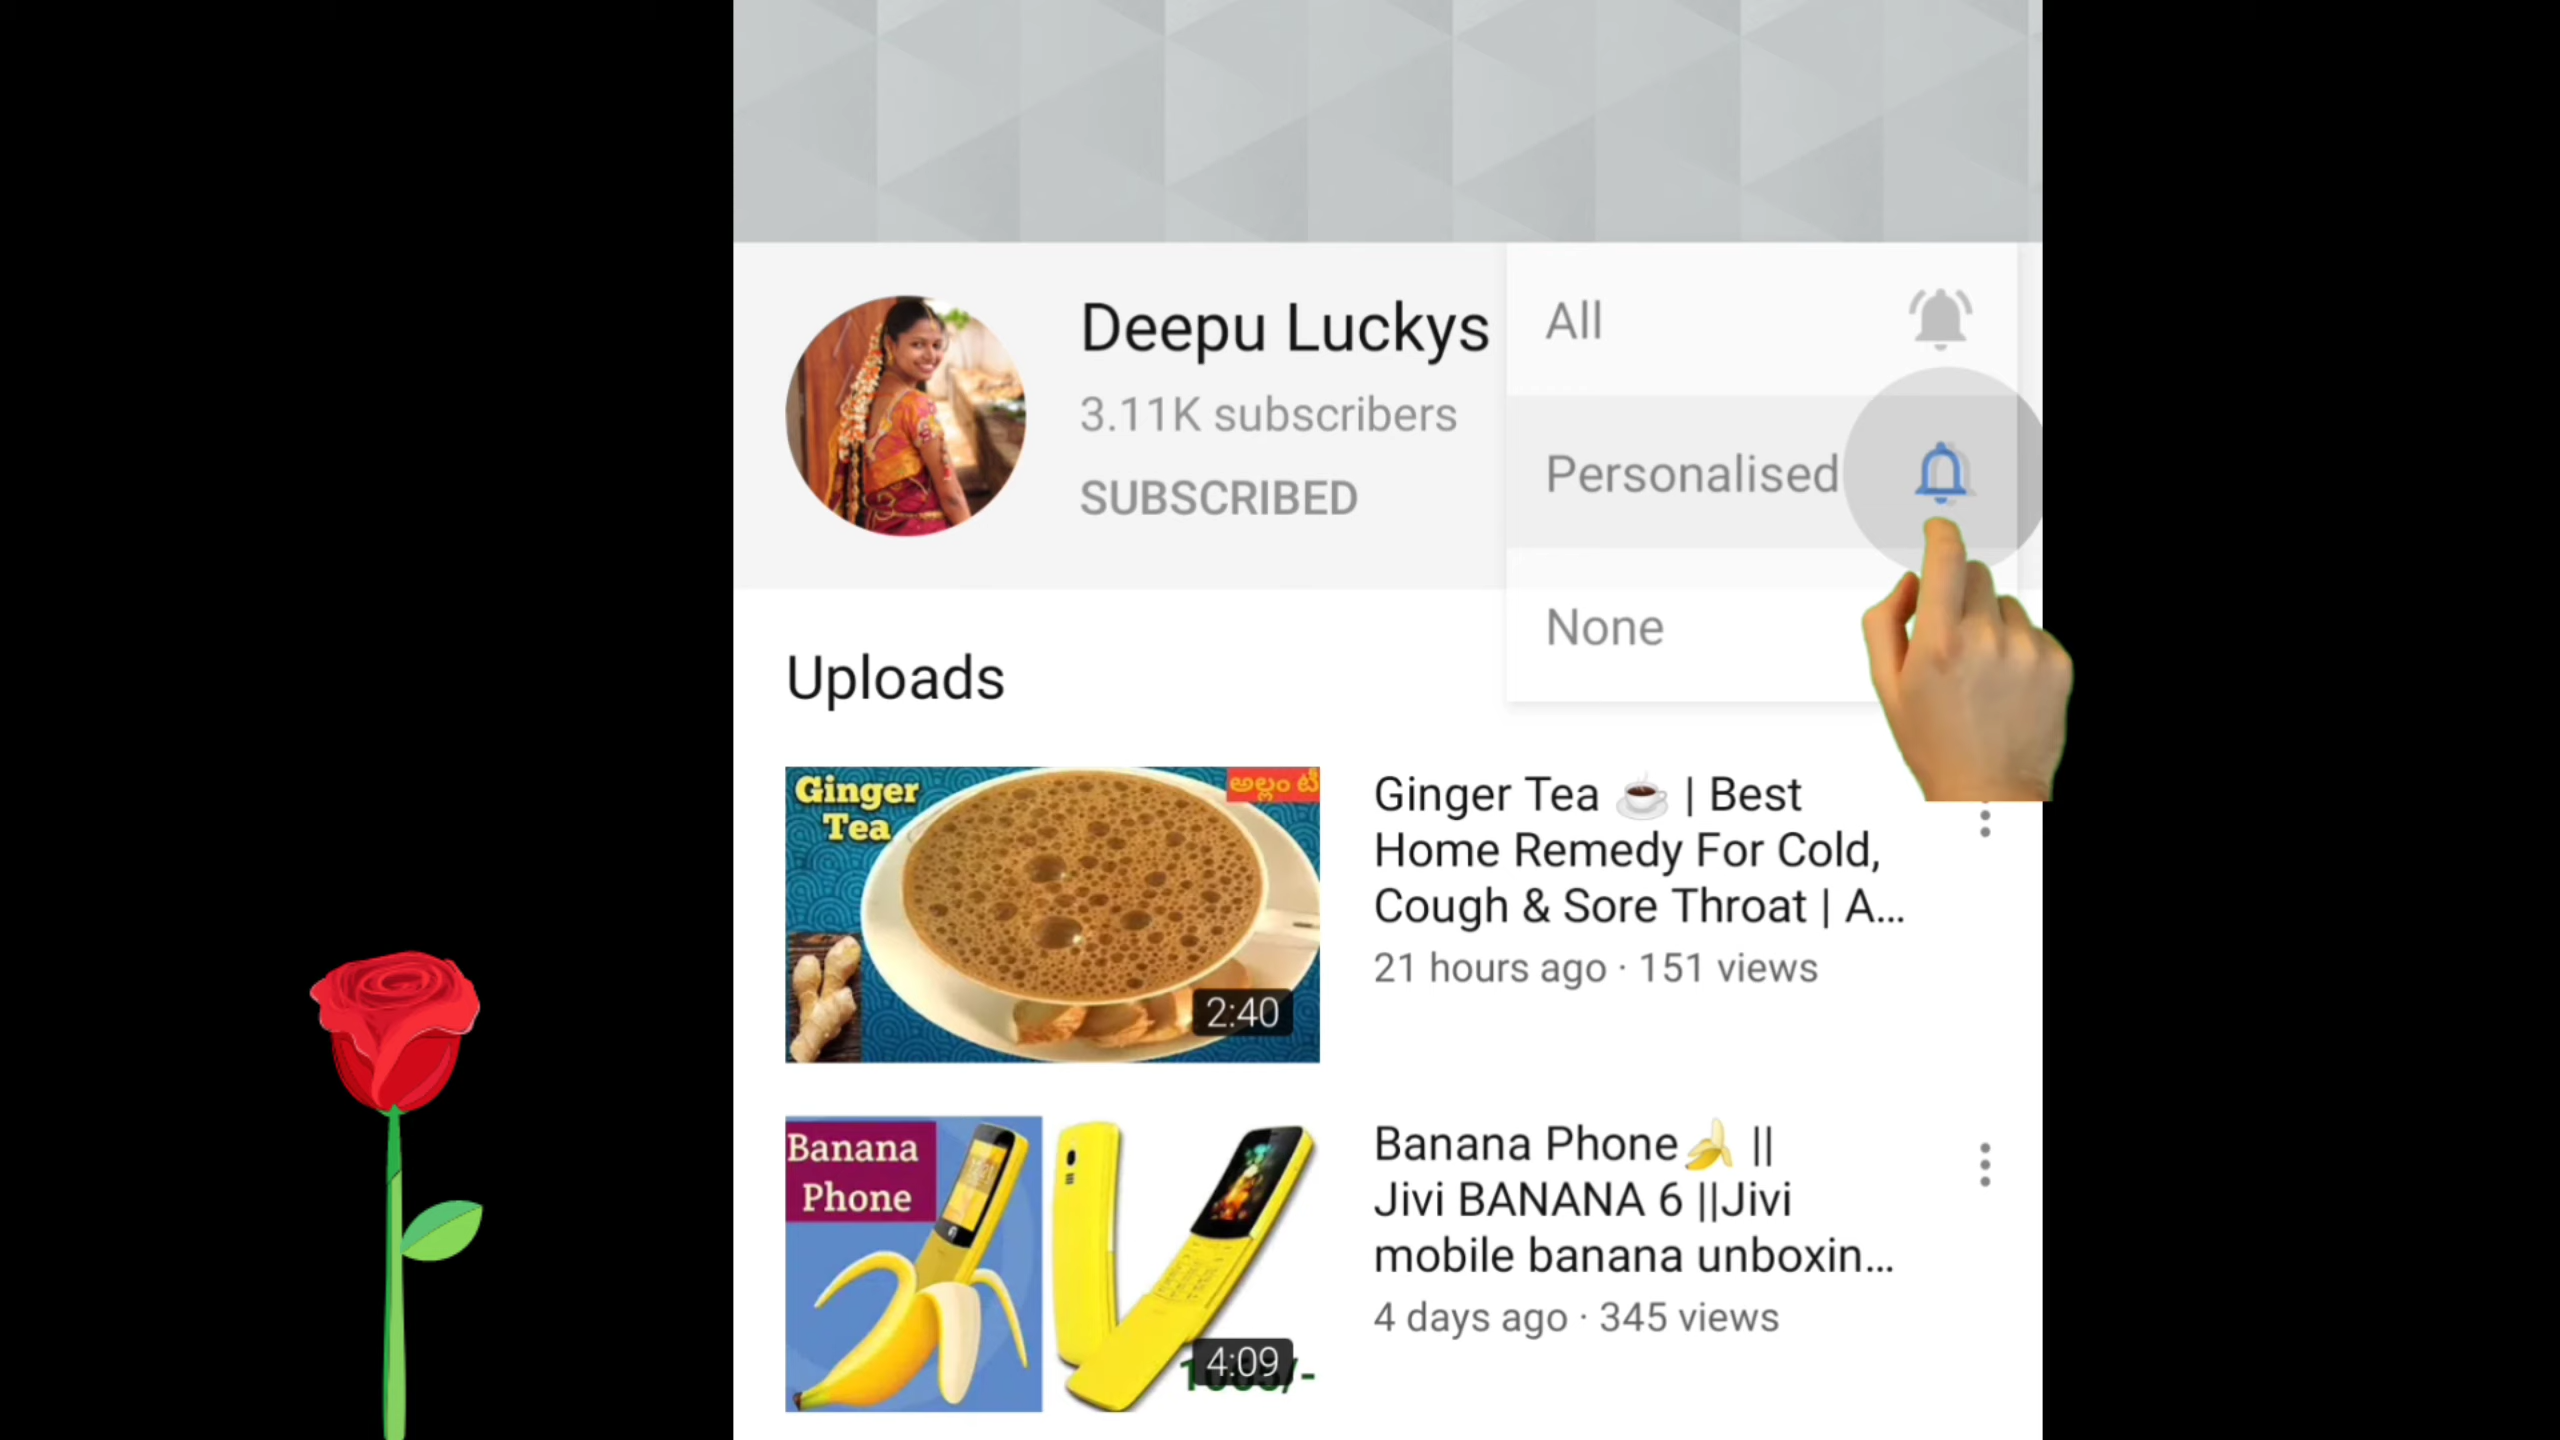 Deepu Luckys
3.11K subscribers
SUBSCRIBED
All
Personalised
None
Uploads
Ginger
Tea
అల్లం టీ
2:40
Ginger Tea ☕ | Best
Home Remedy For Cold,
Cough & Sore Throat | A...
21 hours ago · 151 views
Banana
Phone
4:09
Banana Phone🍌 ||
Jivi BANANA 6 ||Jivi
mobile banana unboxin...
4 days ago · 345 views